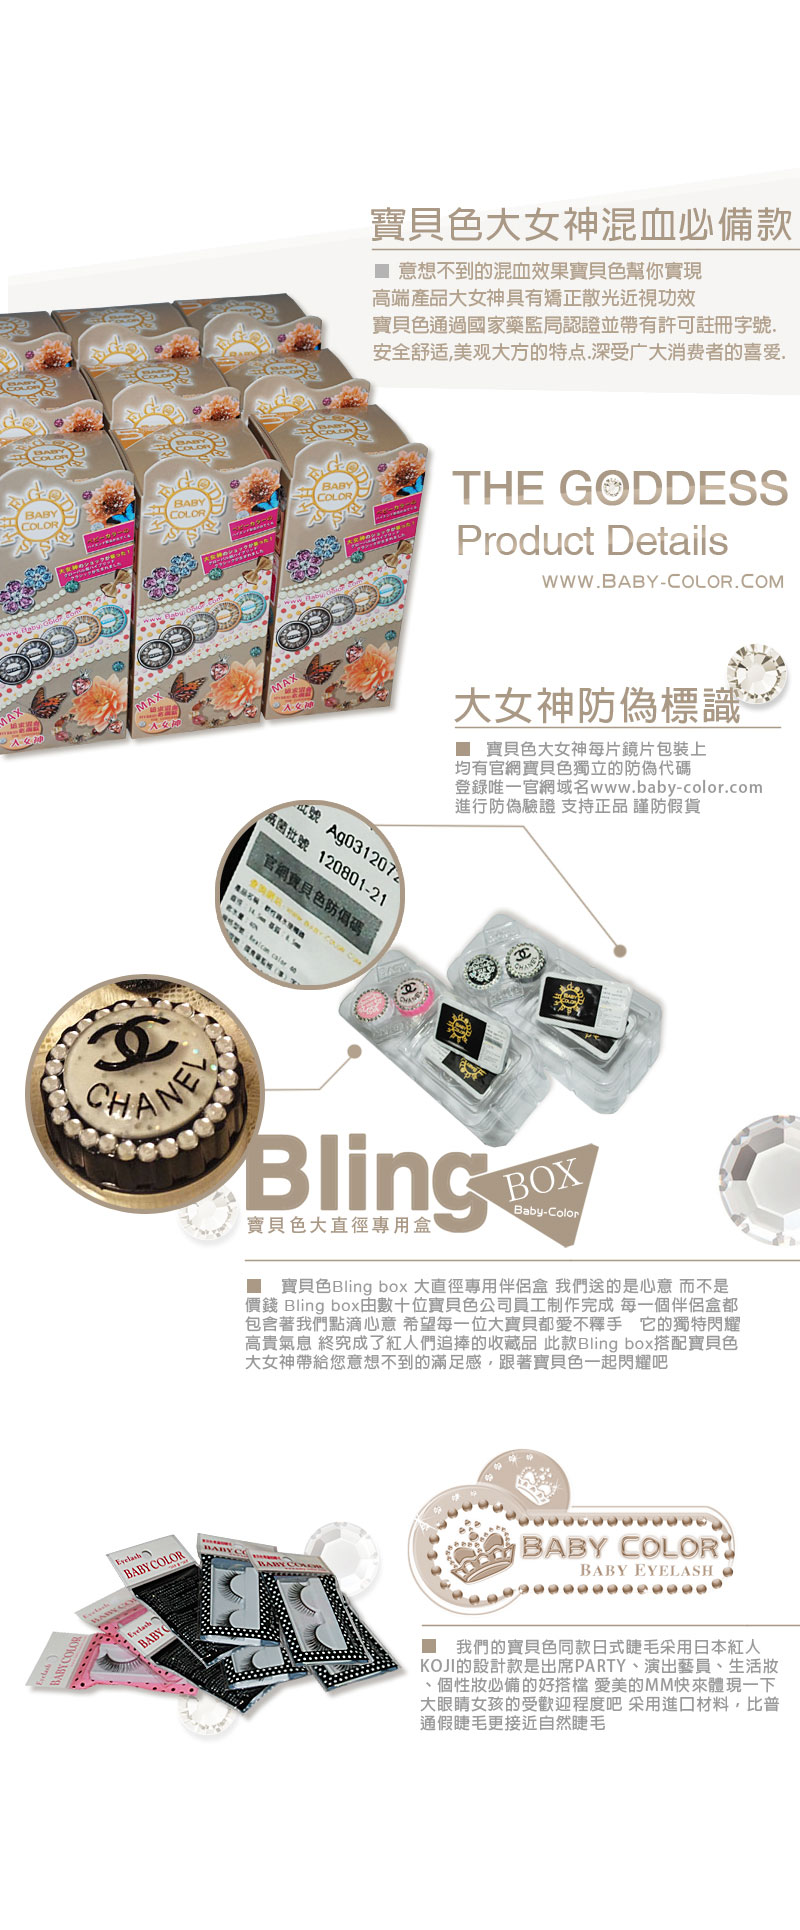 寶貝色大女神混血必備款
意想不到的混血效果寶貝色幫你實現
高端產品大女神具有矯正散光近視功效
寶貝色通過國家藥監局認證並帶有許可註冊字號.
安全舒适,美观大方的特点.深受广大消费者的喜爱.
BABY COLOR
THE GODDESS
Product Details
WWW.BABY-COLOR.COM
大女神防偽標識
寶貝色大女神每片鏡片包裝上
均有官網寶貝色獨立的防偽代碼
登錄唯一官網域名www.baby-color.com
進行防偽驗證 支持正品 謹防假貨
Ag0312072
滅菌批號 120801-21
官網寶貝色防偽碼
CHANEL
Bling BOX
Baby-Color
寶貝色大直徑專用盒
寶貝色Bling box 大直徑專用伴侶盒 我們送的是心意 而不是
價錢 Bling box由數十位寶貝色公司員工制作完成 每一個伴侶盒都
包含著我們點滴心意 希望每一位大寶貝都愛不釋手 它的獨特閃耀
高貴氣息 終究成了紅人們追捧的收藏品 此款Bling box搭配寶貝色
大女神帶給您意想不到的滿足感，跟著寶貝色一起閃耀吧
Eyelash
BABY COLOR
BABY COLOR
BABY EYELASH
我們的寶貝色同款日式睫毛采用日本紅人
KOJI的設計款是出席PARTY、演出藝員、生活妝
、個性妝必備的好搭檔 愛美的MM快來體現一下
大眼睛女孩的受歡迎程度吧 采用進口材料，比普
通假睫毛更接近自然睫毛